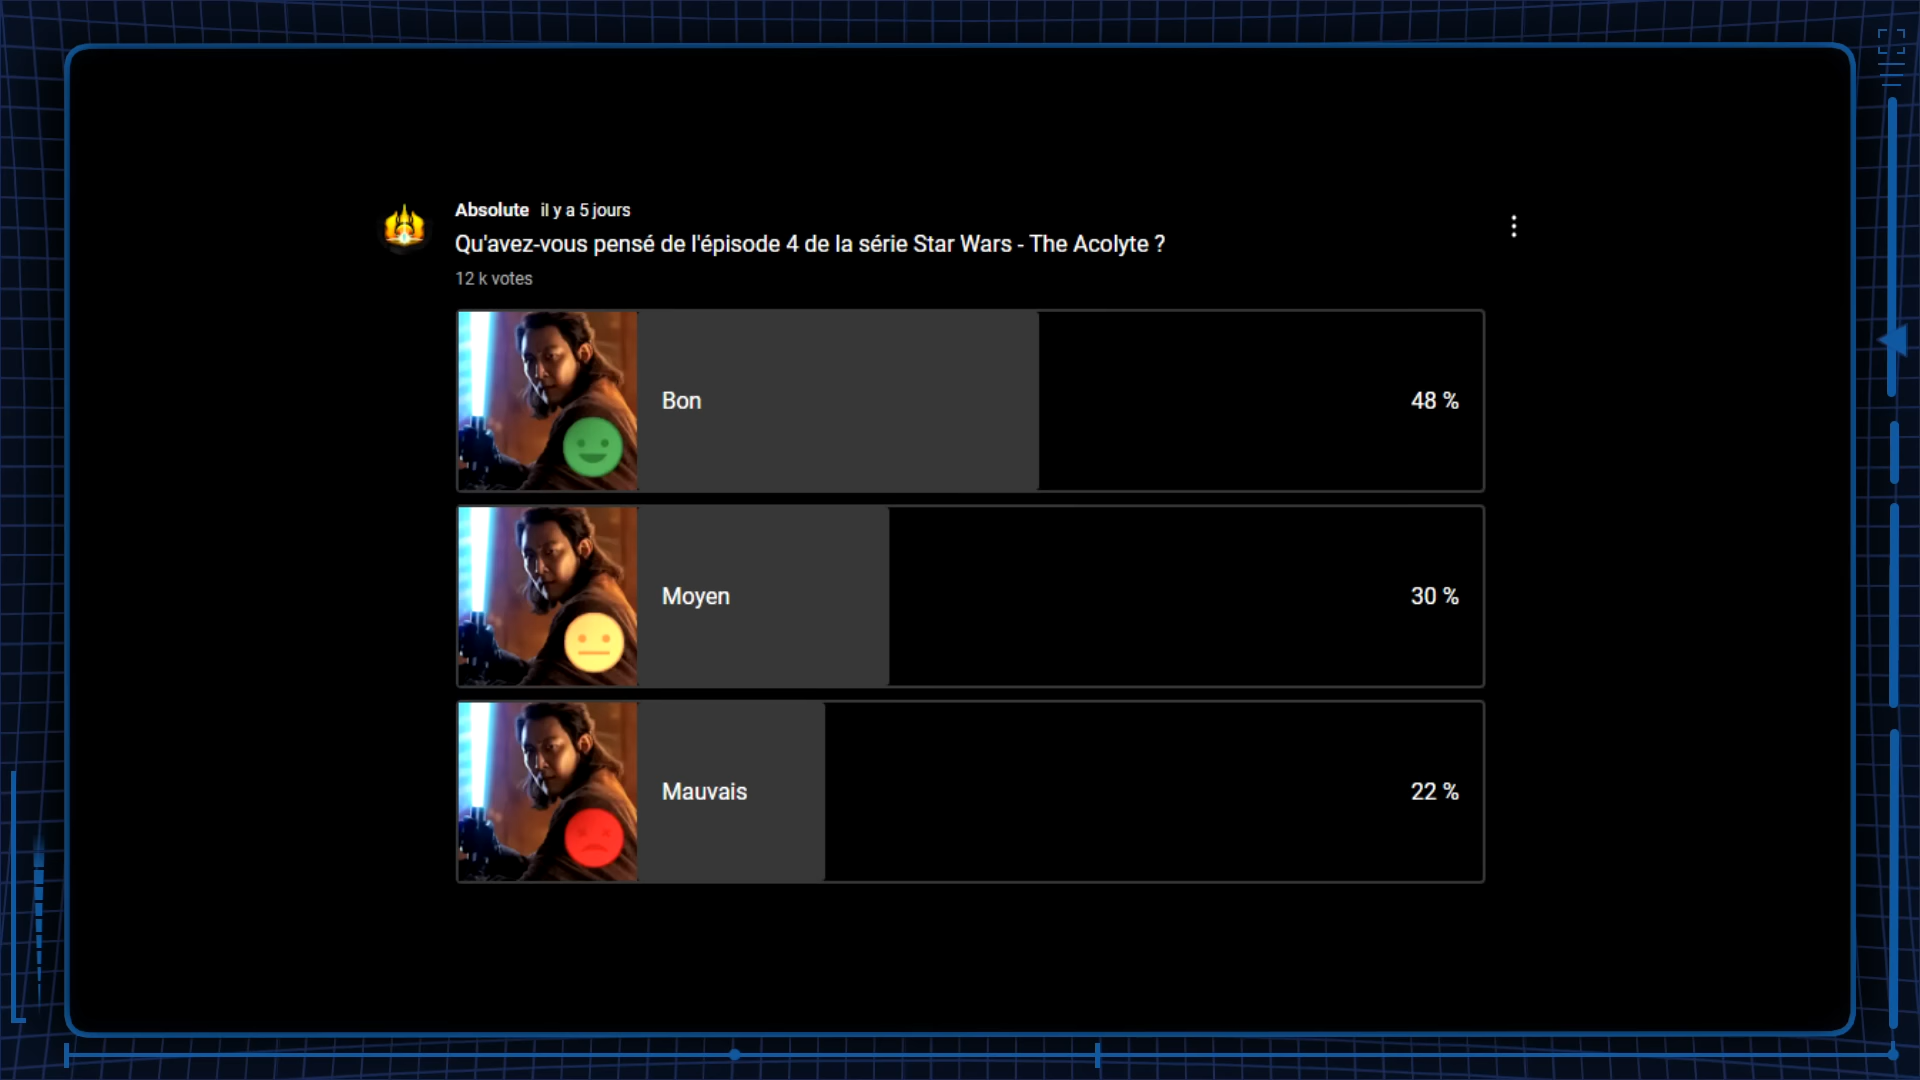 Absolute il y a 5 jours
Qu'avez-vous pensé de l'épisode 4 de la série Star Wars - The Acolyte ?
12 k votes
Bon 48 %
Moyen 30 %
Mauvais 22 %